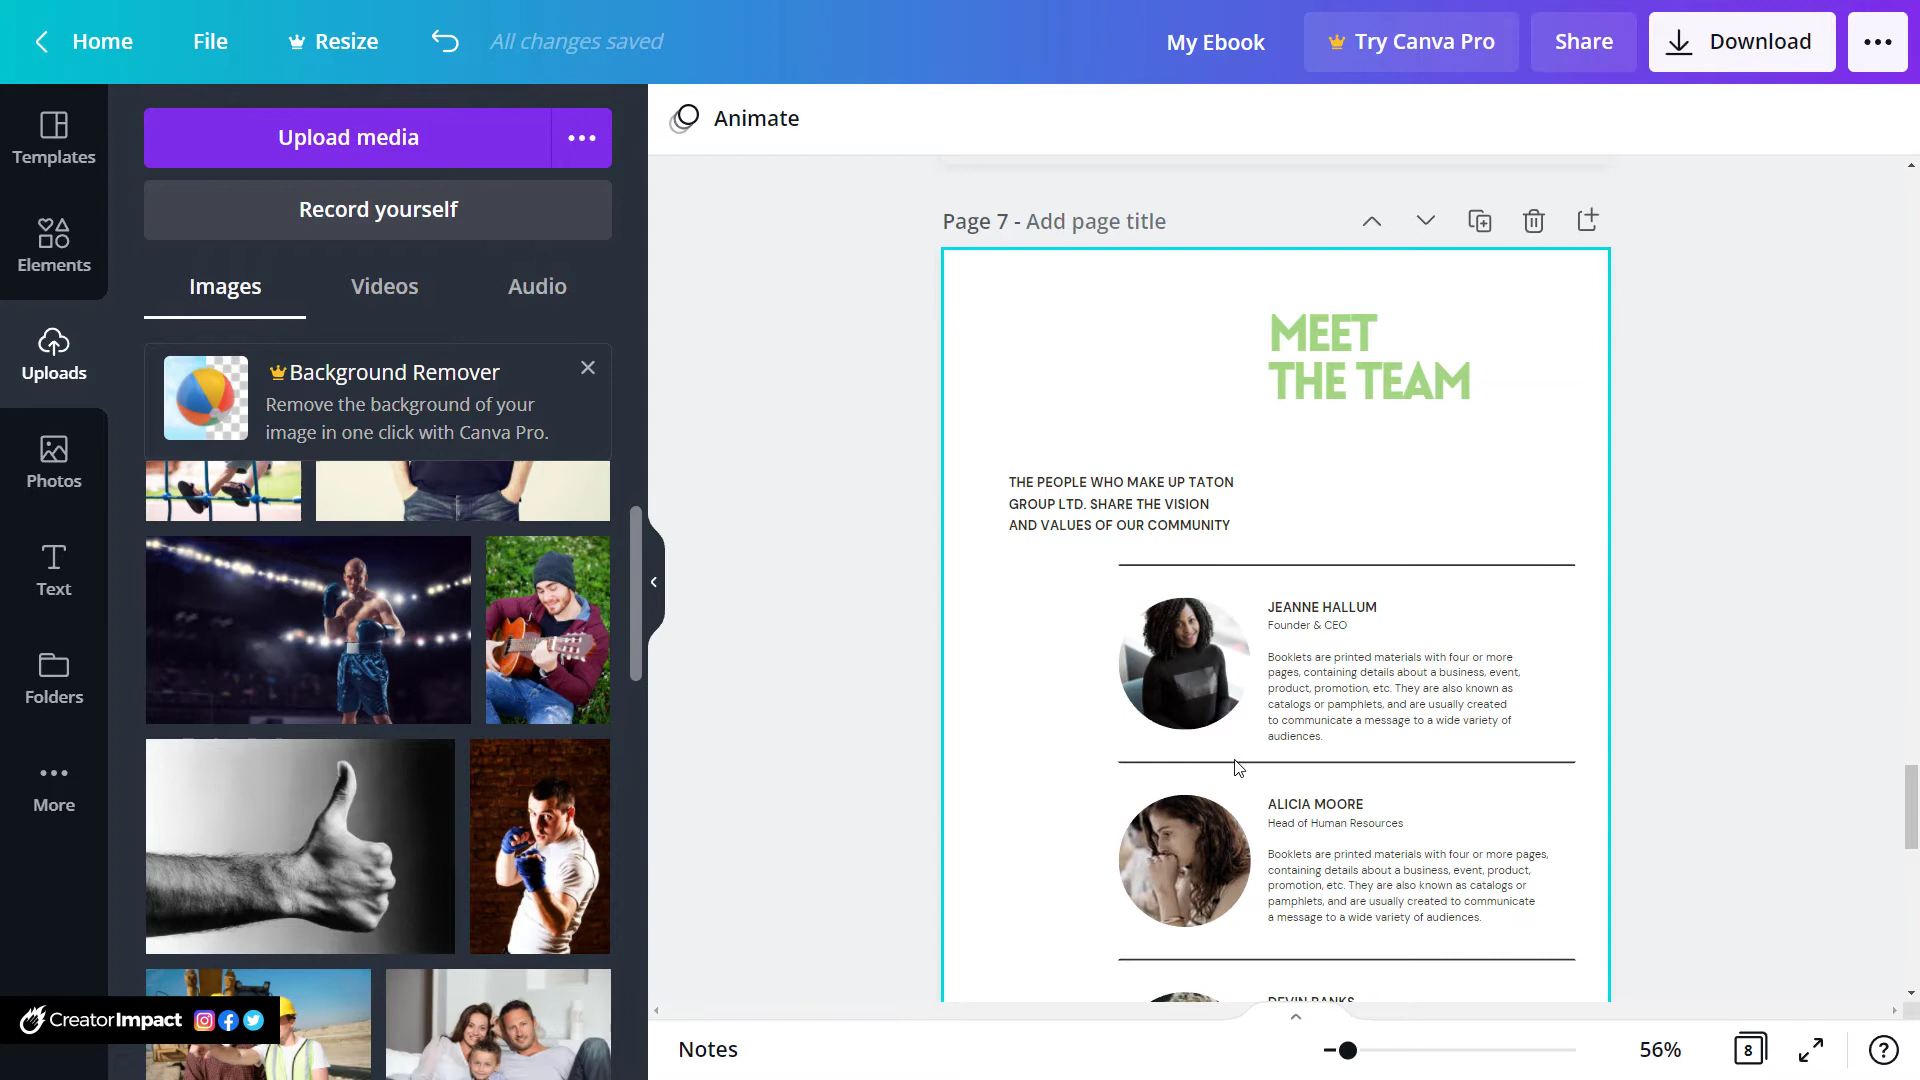 Home
File
Resize
All changes saved
My Ebook
Try Canva Pro
Share
Download
Templates
Elements
Uploads
Photos
Text
Folders
More
Upload media
Record yourself
Images
Videos
Audio
Background Remover
Remove the background of your
image in one click with Canva Pro.
CreatorImpact
Animate
Page 7 - Add page title
MEET
THE TEAM
THE PEOPLE WHO MAKE UP TATON
GROUP LTD. SHARE THE VISION
AND VALUES OF OUR COMMUNITY
JEANNE HALLUM
Founder & CEO
Booklets are printed materials with four or more
pages, containing details about a business, event,
product, promotion, etc. They are also known as
catalogs or pamphlets, and are usually created
to communicate a message to a wide variety of
audiences.
ALICIA MOORE
Head of Human Resources
Booklets are printed materials with four or more pages,
containing details about a business, event, product,
promotion, etc. They are also known as catalogs or
pamphlets, and are usually created to communicate
a message to a wide variety of audiences.
DEVIN BANKS
Notes
56%
8
?